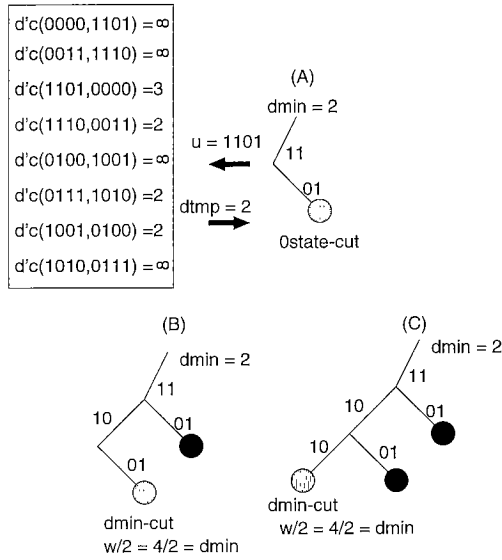 d'c(0000,1101) =∞
d'c(0011,1110) =∞
d'c(1101,0000) =3
d'c(1110,0011) =2
d'c(0100,1001) =∞
d'c(0111,1010) =2
d'c(1001,0100) =2
d'c(1010,0111) =∞
u = 1101
dtmp = 2
(A)
dmin = 2
11
01
0state-cut
(B)
dmin = 2
11
10
01
01
dmin-cut
w/2 = 4/2 = dmin
(C)
dmin = 2
11
10
01
10
01
dmin-cut
w/2 = 4/2 = dmin